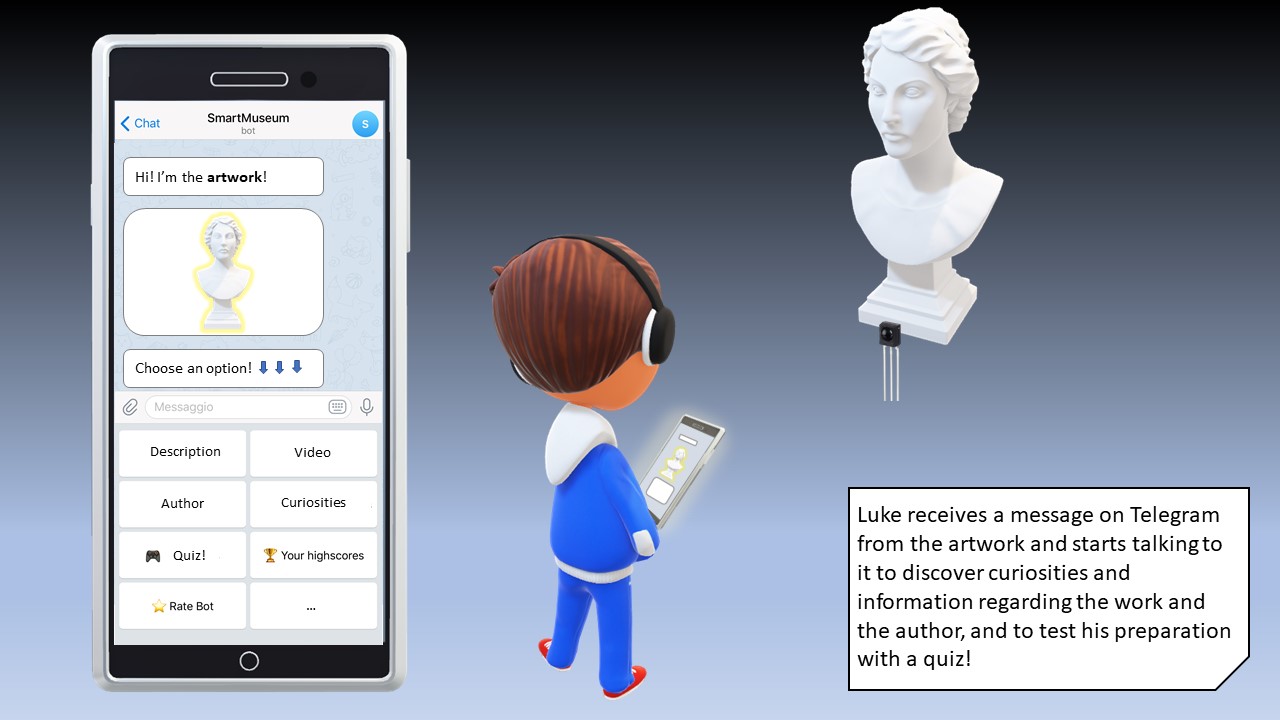 Chat
SmartMuseum
bot
S
Hi! I'm the artwork!
Choose an option!
Messaggio
Description
Video
Author
Curiosities
Quiz!
Your highscores
Rate Bot
...
Luke receives a message on Telegram
from the artwork and starts talking to
it to discover curiosities and
information regarding the work and
the author, and to test his preparation
with a quiz!